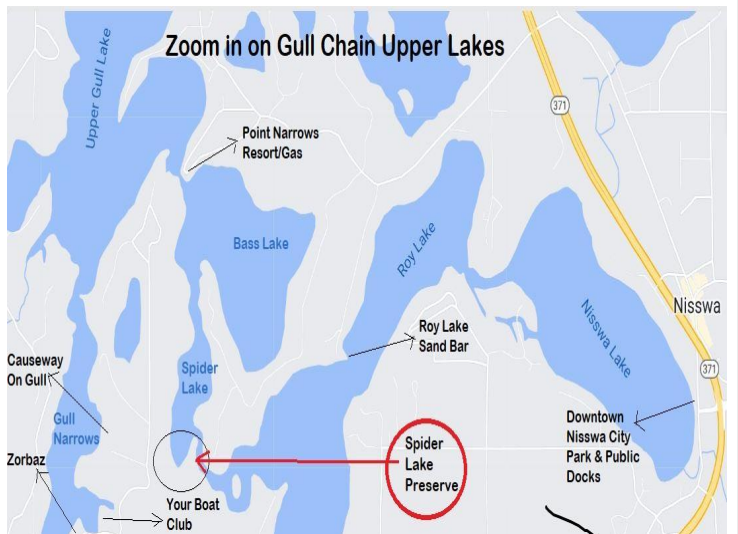 Zoom in on Gull Chain Upper Lakes
Upper Gull Lake
371
Point Narrows
Resort/Gas
Bass Lake
Roy Lake
Nisswa Lake
Nisswa
Roy Lake
Sand Bar
Causeway
On Gull
Spider
Lake
371
Gull
Narrows
Downtown
Nisswa City
Park & Public
Docks
Zorbaz
Spider
Lake
Preserve
Your Boat
Club